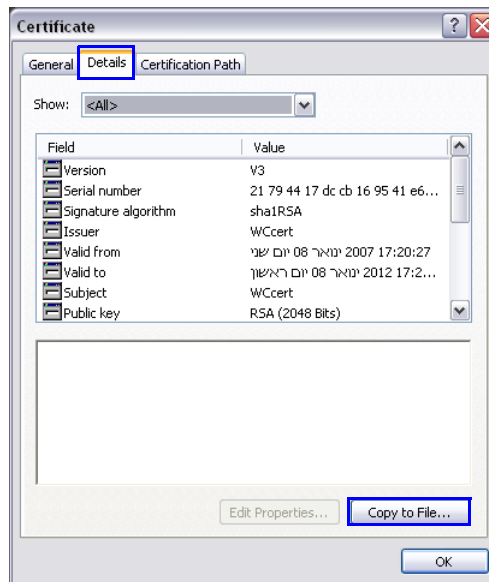 Certificate
General Details Certification Path
Show: <All>
Field Value
Version V3
Serial number 21 79 44 17 dc cb 16 95 41 e6...
Signature algorithm sha1RSA
Issuer WCcert
Valid from יום שני 08 ינואר 2007 17:20:27
Valid to יום ראשון 08 ינואר 2012 17:2...
Subject WCcert
Public key RSA (2048 Bits)
Edit Properties... Copy to File...
OK